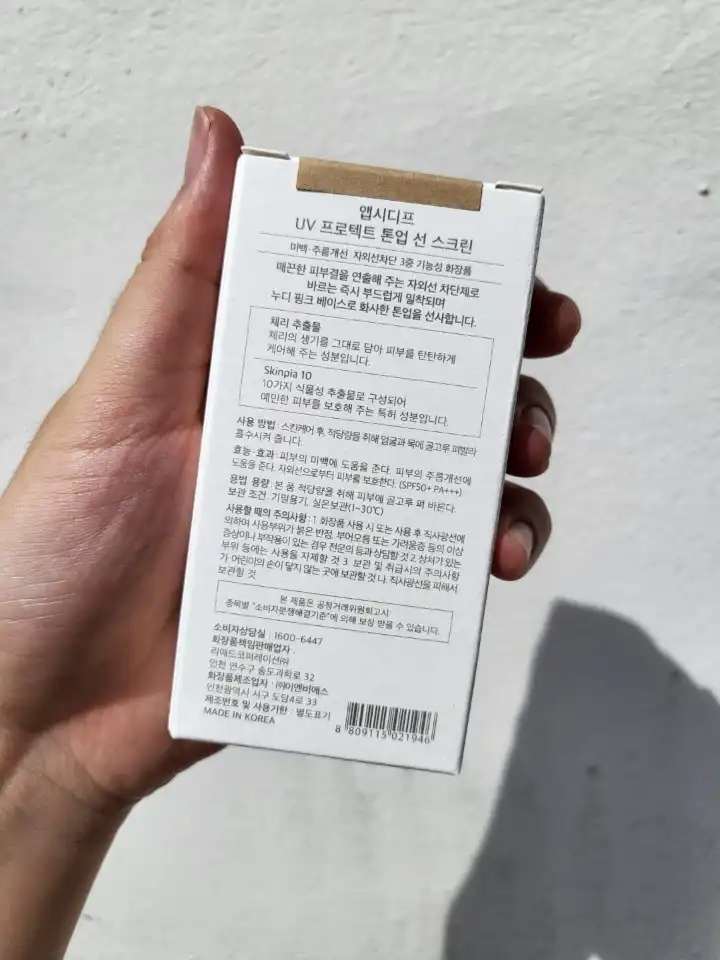 앱시디프
UV 프로텍트 톤업 선 스크린
미백·주름개선 자외선차단 3중 기능성 화장품
매끈한 피부결을 연출해 주는 자외선 차단제로
바르는 즉시 부드럽게 밀착되며
누디 핑크 베이스로 화사한 톤업을 선사합니다.
체리 추출물
체리의 생기를 그대로 담아 피부를 탄탄하게
케어해 주는 성분입니다.
Skinpia 10
10가지 식물성 추출물로 구성되어
예민한 피부를 보호해 주는 특허 성분입니다.
사용 방법 : 스킨케어 후, 적당량을 취해 얼굴과 목에 골고루 펴발라
흡수시켜 줍니다.
효능·효과 : 피부의 미백에 도움을 준다. 피부의 주름개선에
도움을 준다. 자외선으로부터 피부를 보호한다. (SPF50+ PA+++)
용법 용량 : 본 품 적당량을 취해 피부에 골고루 펴 바른다.
보관 조건 : 기밀용기, 실온보관(1~30℃)
사용할 때의 주의사항 : 1 화장품 사용 시 또는 사용 후 직사광선에
의하여 사용부위가 붉은 반점, 부어오름 또는 가려움증 등의 이상
증상이나 부작용이 있는 경우 전문의 등과 상담할 것 2. 상처가 있는
부위 등에는 사용을 자제할 것 3. 보관 및 취급시의 주의사항
가. 어린이의 손이 닿지 않는 곳에 보관할 것 나. 직사광선을 피해서
보관할 것
본 제품은 공정거래위원회고시
종목별 "소비자분쟁해결기준"에 의해 보상 받을 수 있습니다.
소비자상담실 : 1600-6447
화장품책임판매업자 :
리메드코퍼레이션㈜
인천 연수구 송도과학로 32
화장품제조업자 : ㈜이엔비에스
인천광역시 서구 도담4로 33
제조번호 및 사용기한 : 별도표기
MADE IN KOREA
8 809115 021946